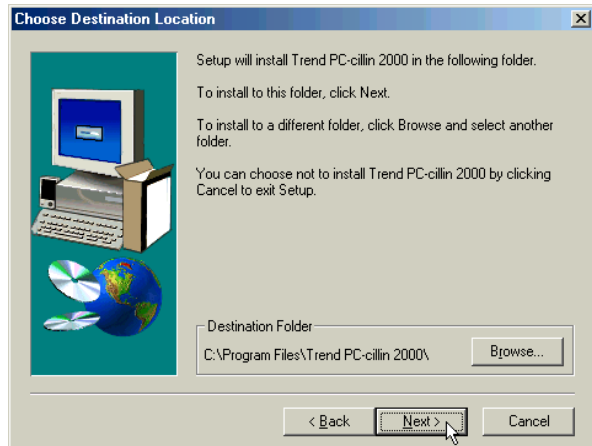 Choose Destination Location
Setup will install Trend PC-cillin 2000 in the following folder.
To install to this folder, click Next.
To install to a different folder, click Browse and select another
folder.
You can choose not to install Trend PC-cillin 2000 by clicking
Cancel to exit Setup.
Destination Folder
C:\Program Files\Trend PC-cillin 2000\
Browse...
< Back
Next >
Cancel